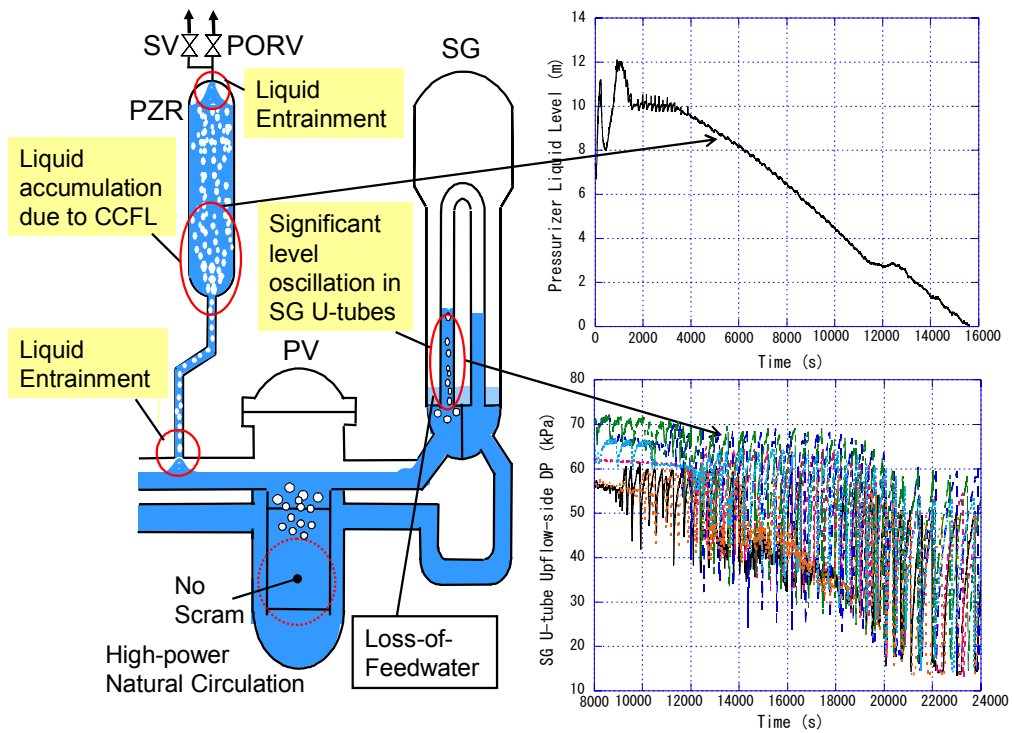 SV PORV
PZR
Liquid
Entrainment
Liquid
accumulation
due to CCFL
Significant
level
oscillation in
SG U-tubes
Liquid
Entrainment
PV
SG
No
Scram
High-power
Natural Circulation
Loss-of-
Feedwater
Pressurizer Liquid Level (m)
14
12
10
8
6
4
2
0
0 2000 4000 6000 8000 10000 12000 14000 16000
Time (s)
SG U-tube Upflow-side DP (kPa)
80
70
60
50
40
30
20
10
8000 10000 12000 14000 16000 18000 20000 22000 24000
Time (s)